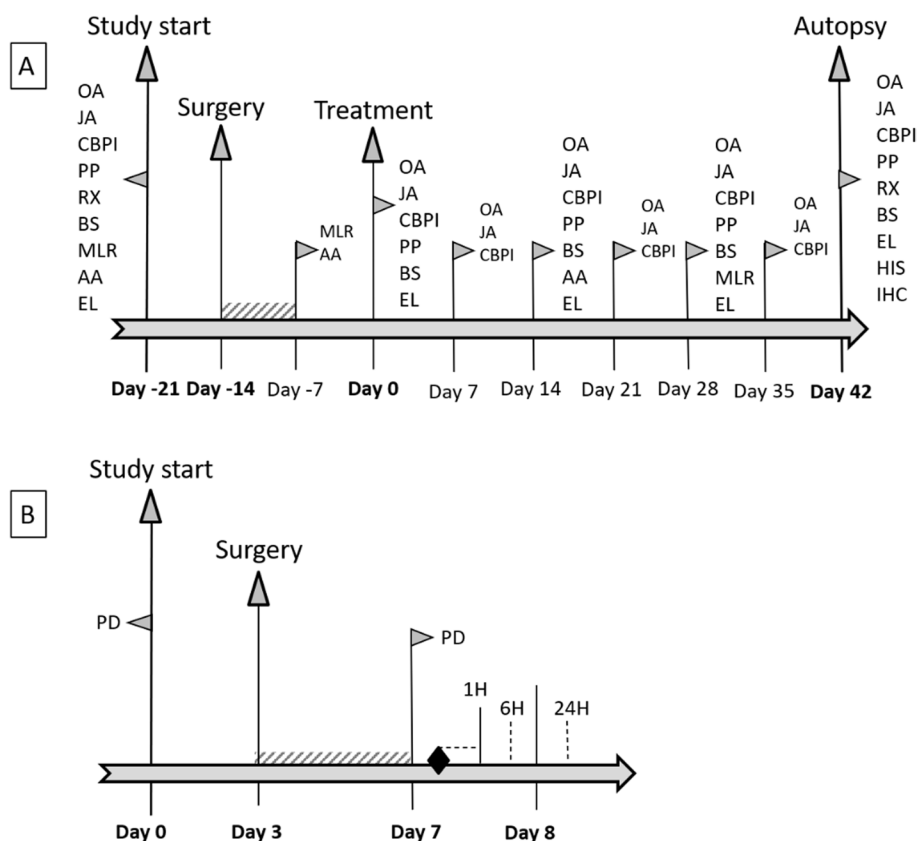 Study start
Autopsy
A
Surgery
Treatment
OA
JA
CBPI
PP
RX
BS
MLR
AA
EL
MLR
AA
OA
JA
CBPI
PP
BS
EL
OA
JA
CBPI
OA
JA
CBPI
PP
BS
AA
EL
OA
JA
CBPI
OA
JA
CBPI
PP
BS
MLR
EL
OA
JA
CBPI
OA
JA
CBPI
PP
RX
BS
EL
HIS
IHC
Day -21 Day -14 Day -7 Day 0 Day 7 Day 14 Day 21 Day 28 Day 35 Day 42
Study start
B
Surgery
PD
PD
1H
6H
24H
Day 0 Day 3 Day 7 Day 8